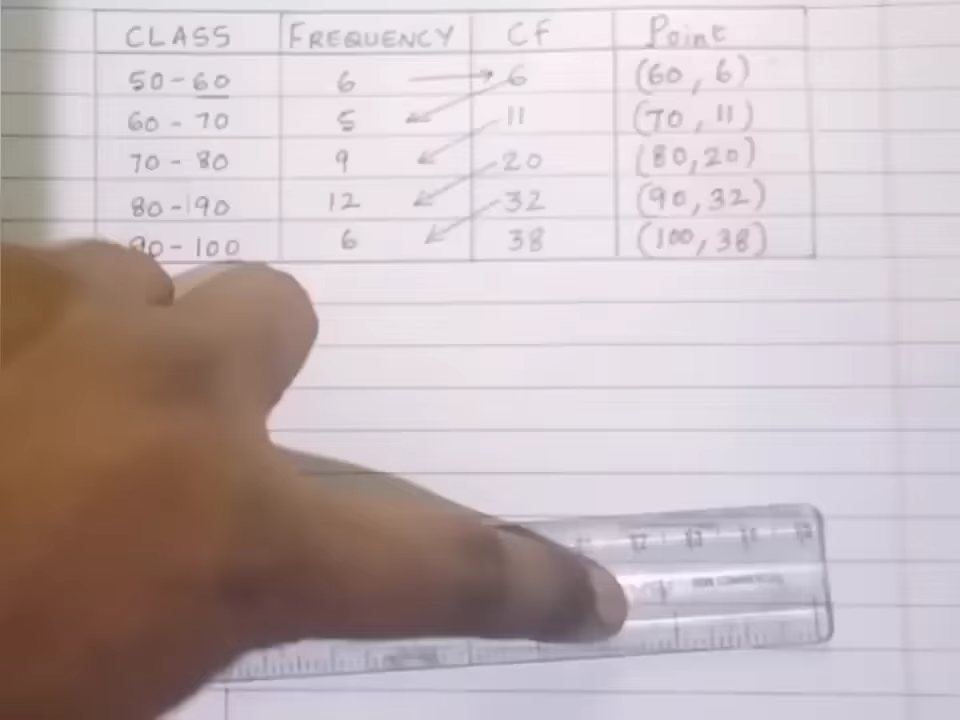 CLASS FREQUENCY CF Point
50-60 6 6 (60, 6)
60-70 5 11 (70, 11)
70-80 9 20 (80,20)
80-90 12 32 (90, 32)
90-100 6 38 (100, 38)